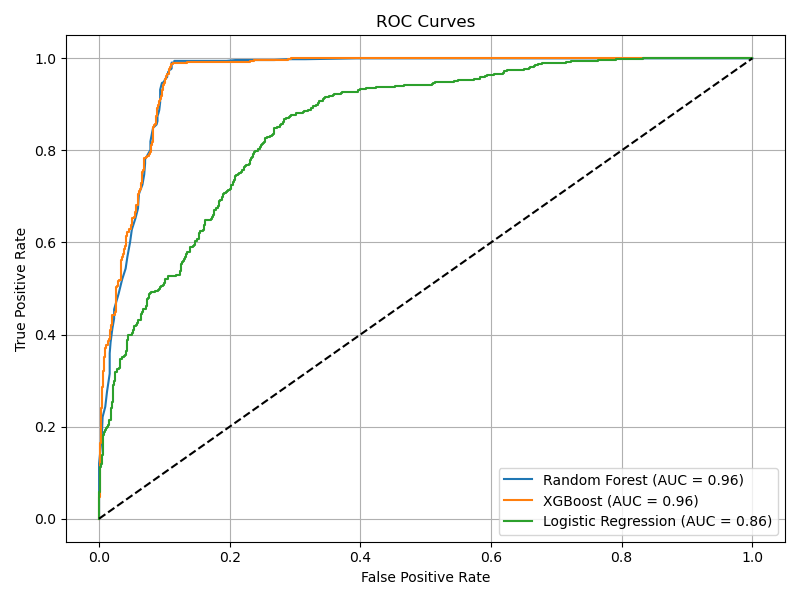 ROC Curves
1.0
0.8
0.6
0.4
0.2
0.0
True Positive Rate
0.0 0.2 0.4 0.6 0.8 1.0
False Positive Rate
Random Forest (AUC = 0.96)
XGBoost (AUC = 0.96)
Logistic Regression (AUC = 0.86)